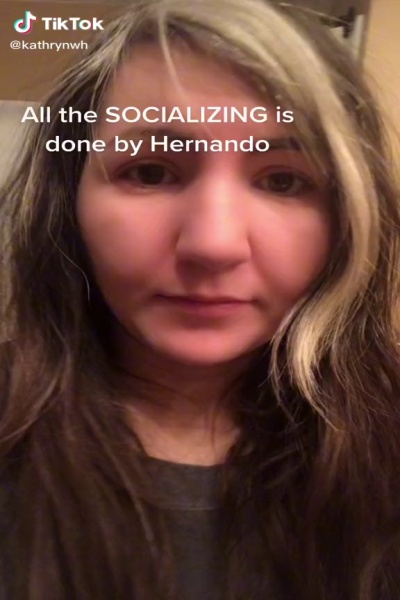 TikTok
@kathrynwh
All the SOCIALIZING is
done by Hernando